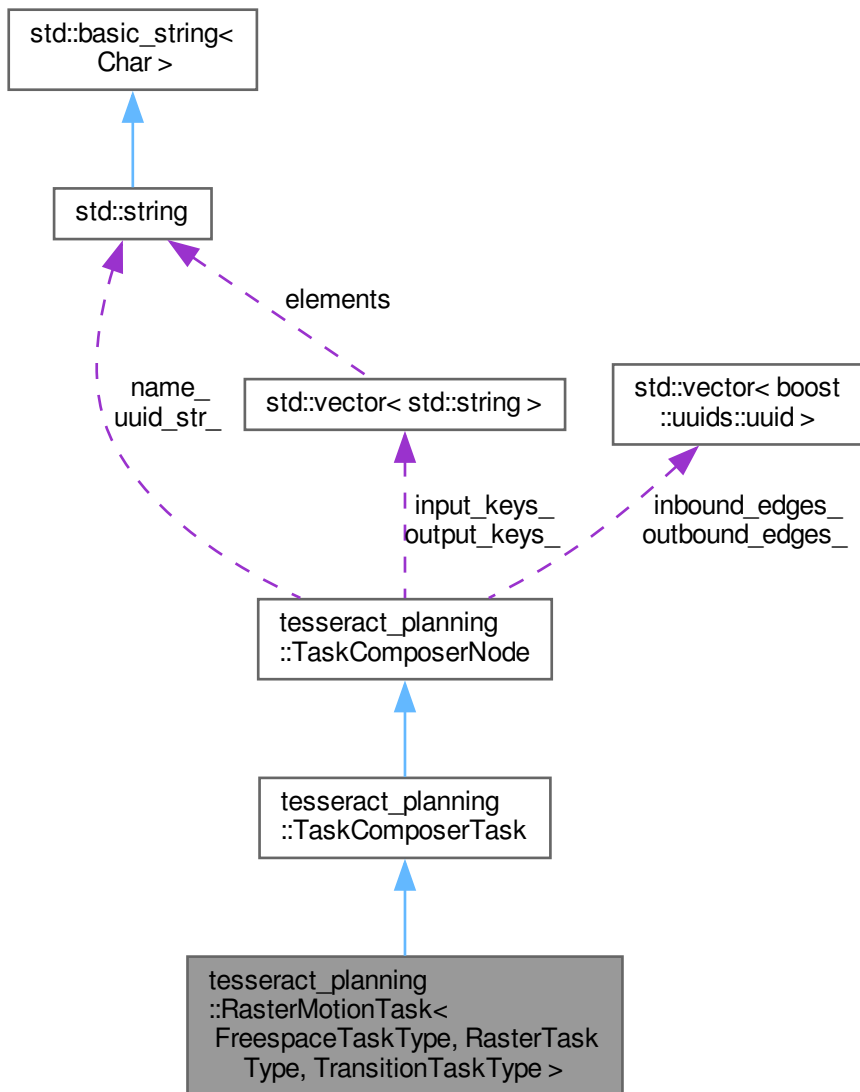 std::basic_string<
Char >
std::string
elements
name_
uuid_str_
std::vector< std::string >
std::vector< boost
::uuids::uuid >
input_keys_
output_keys_
inbound_edges_
outbound_edges_
tesseract_planning
::TaskComposerNode
tesseract_planning
::TaskComposerTask
tesseract_planning
::RasterMotionTask<
FreespaceTaskType, RasterTask
Type, TransitionTaskType >